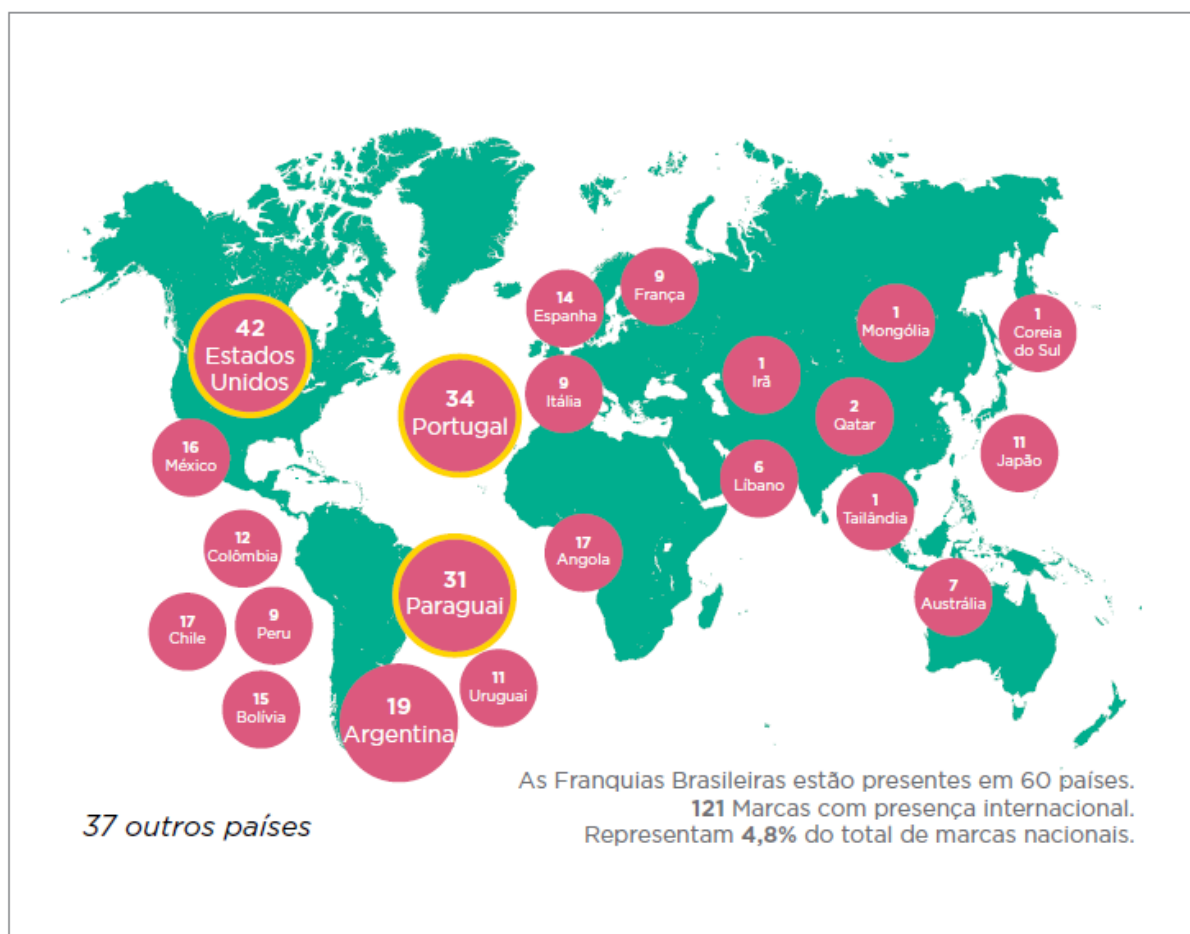 14
Espanha
9
França
1
Mongólia
1
Coreia
do Sul
42
Estados
Unidos
34
Portugal
9
Itália
1
Irã
2
Qatar
16
México
11
Japão
6
Líbano
1
Tailândia
12
Colômbia
17
Angola
31
Paraguai
7
Austrália
17
Chile
9
Peru
15
Bolívia
19
Argentina
11
Uruguai
As Franquias Brasileiras estão presentes em 60 países.
121 Marcas com presença internacional.
Representam 4,8% do total de marcas nacionais.
37 outros países